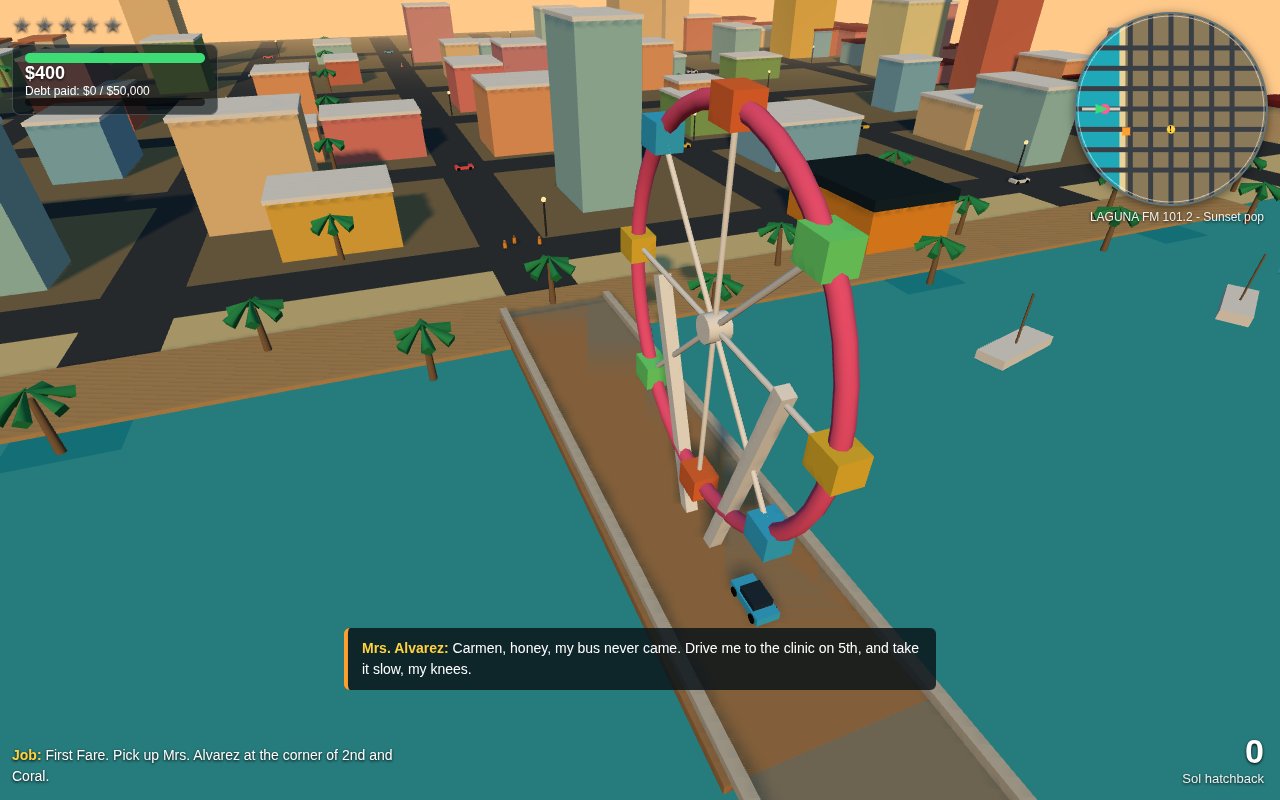 $400
Debt paid: $0 / $50,000
LAGUNA FM 101.2 - Sunset pop
Mrs. Alvarez: Carmen, honey, my bus never came. Drive me to the clinic on 5th, and take
it slow, my knees.
Job: First Fare. Pick up Mrs. Alvarez at the corner of 2nd and
Coral.
0
Sol hatchback